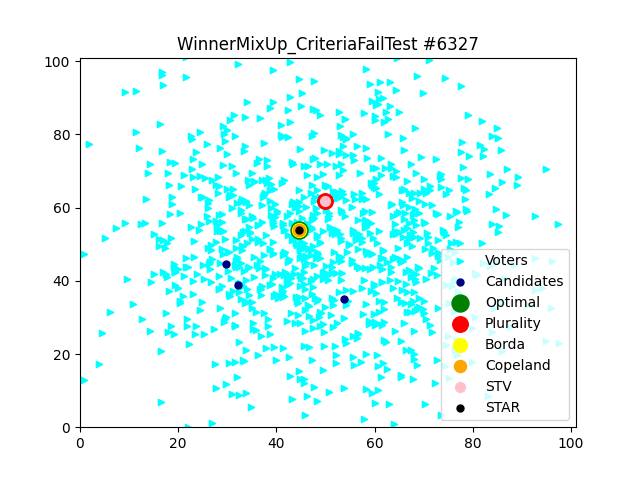 WinnerMixUp_CriteriaFailTest #6327
100
80
60
40
20
0
0
20
40
60
80
100
Voters
Candidates
Optimal
Plurality
Borda
Copeland
STV
STAR